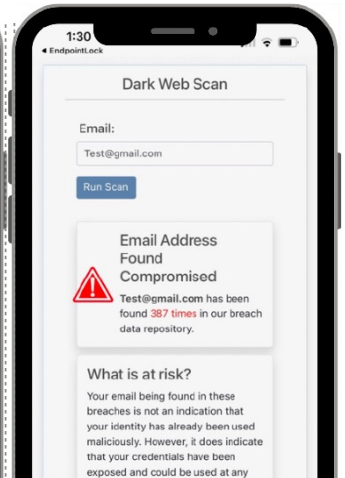 1:30
◀ EndpointLock
Dark Web Scan
Email:
Test@gmail.com
Run Scan
Email Address
Found
Compromised
Test@gmail.com has been
found 387 times in our breach
data repository.
What is at risk?
Your email being found in these
breaches is not an indication that
your identity has already been used
maliciously. However, it does indicate
that your credentials have been
exposed and could be used at any